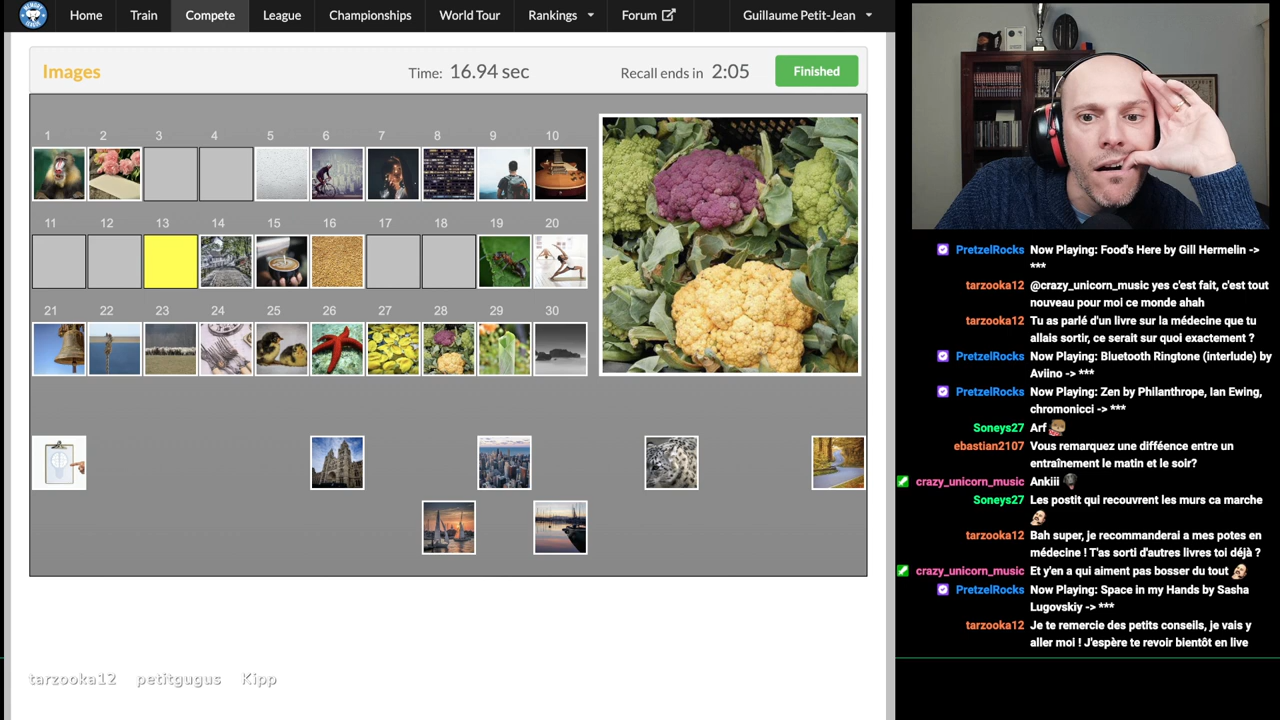 Home Train Compete League Championships World Tour Rankings Forum Guillaume Petit-Jean
Images Time: 16.94 sec Recall ends in 2:05 Finished
1 2 3 4 5 6 7 8 9 10
11 12 13 14 15 16 17 18 19 20
21 22 23 24 25 26 27 28 29 30
tarzooka12 petitgugus Kipp
PretzelRocks Now Playing: Food's Here by Gill Hermelin ->
***
tarzooka12 @crazy_unicorn_music yes c'est fait, c'est tout
nouveau pour moi ce monde ahah
tarzooka12 Tu as parlé d'un livre sur la médecine que tu
allais sortir, ce serait sur quoi exactement ?
PretzelRocks Now Playing: Bluetooth Ringtone (interlude) by
Aviino -> ***
PretzelRocks Now Playing: Zen by Philanthrope, Ian Ewing,
chromonicci -> ***
Soneys27 Arf
ebastian2107 Vous remarquez une difféence entre un
entraînement le matin et le soir?
crazy_unicorn_music Ankiii
Soneys27 Les postit qui recouvrent les murs ca marche
tarzooka12 Bah super, je recommanderai a mes potes en
médecine ! T'as sorti d'autres livres toi déjà ?
crazy_unicorn_music Et y'en a qui aiment pas bosser du tout
PretzelRocks Now Playing: Space in my Hands by Sasha
Lugovskiy -> ***
tarzooka12 Je te remercie des petits conseils, je vais y
aller moi ! J'espère te revoir bientôt en live